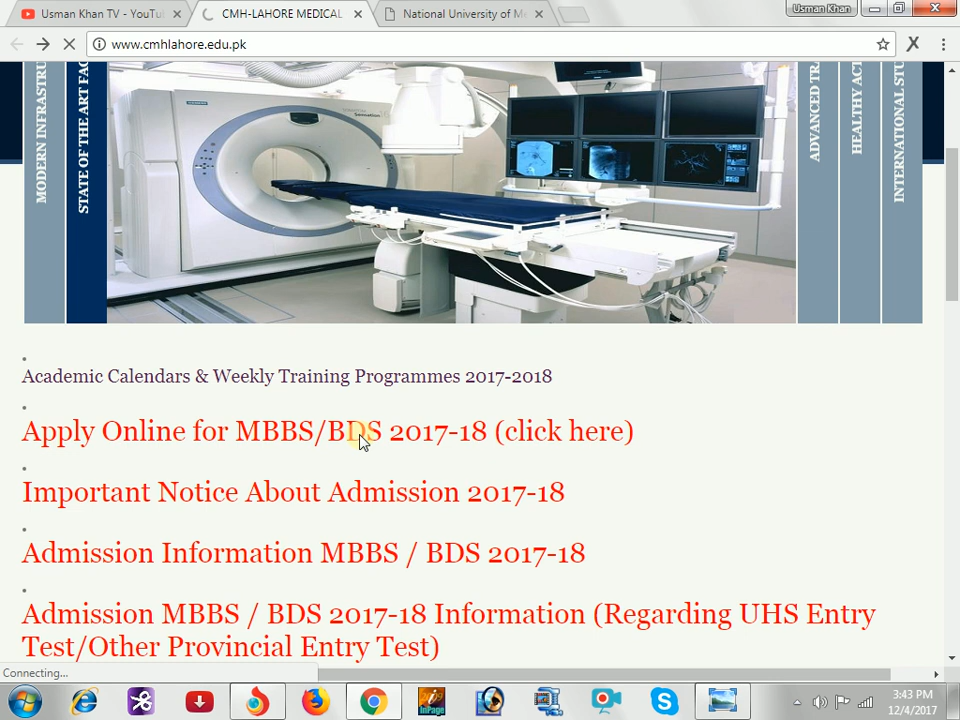 Usman Khan TV - YouTu
CMH-LAHORE MEDICAL
National University of Me
Usman Khan
www.cmhlahore.edu.pk
MODERN INFRASTRU
STATE OF THE ART FAC
ADVANCED TRA
HEALTHY ACT
INTERNATIONAL STU
SIEMENS
Sensation
Academic Calendars & Weekly Training Programmes 2017-2018
Apply Online for MBBS/BDS 2017-18 (click here)
Important Notice About Admission 2017-18
Admission Information MBBS / BDS 2017-18
Admission MBBS / BDS 2017-18 Information (Regarding UHS Entry
Test/Other Provincial Entry Test)
Connecting...
InPage
3:43 PM
12/4/2017